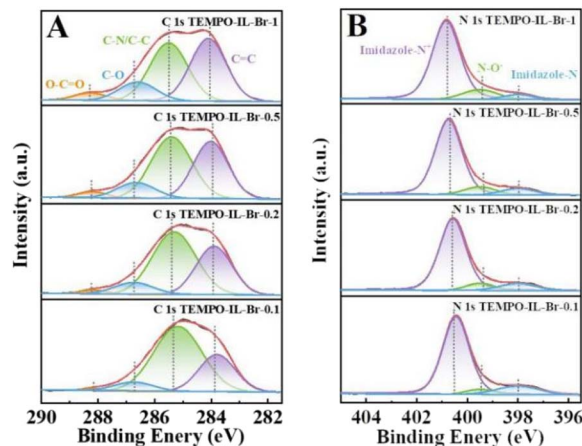 A
C 1s TEMPO-IL-Br-1
C-N/C-C
C=C
C-O
O-C=O
C 1s TEMPO-IL-Br-0.5
C 1s TEMPO-IL-Br-0.2
C 1s TEMPO-IL-Br-0.1
Intensity (a.u.)
290 288 286 284 282
Binding Enery (eV)
B
N 1s TEMPO-IL-Br-1
Imidazole-N⁺
N-O·
Imidazole-N
N 1s TEMPO-IL-Br-0.5
N 1s TEMPO-IL-Br-0.2
N 1s TEMPO-IL-Br-0.1
Intensity (a.u.)
404 402 400 398 396
Binding Enery (eV)